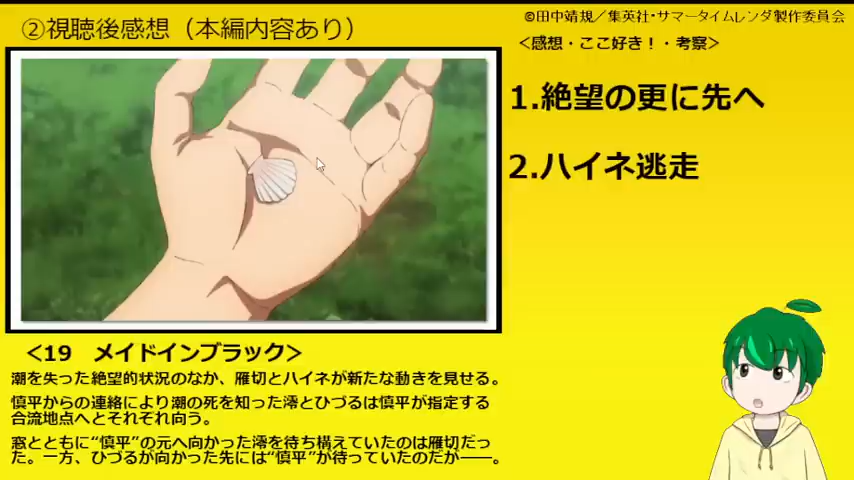 ②視聴後感想（本編内容あり）
©田中靖規／集英社・サマータイムレンダ製作委員会
＜感想・ここ好き！・考察＞
1.絶望の更に先へ
2.ハイネ逃走
＜19　メイドインブラック＞
潮を失った絶望的状況のなか、雁切とハイネが新たな動きを見せる。
慎平からの連絡により潮の死を知った澪とひづるは慎平が指定する
合流地点へとそれぞれ向う。
窓とともに“慎平”の元へ向かった澪を待ち構えていたのは雁切だっ
た。一方、ひづるが向かった先には“慎平”が待っていたのだが――。